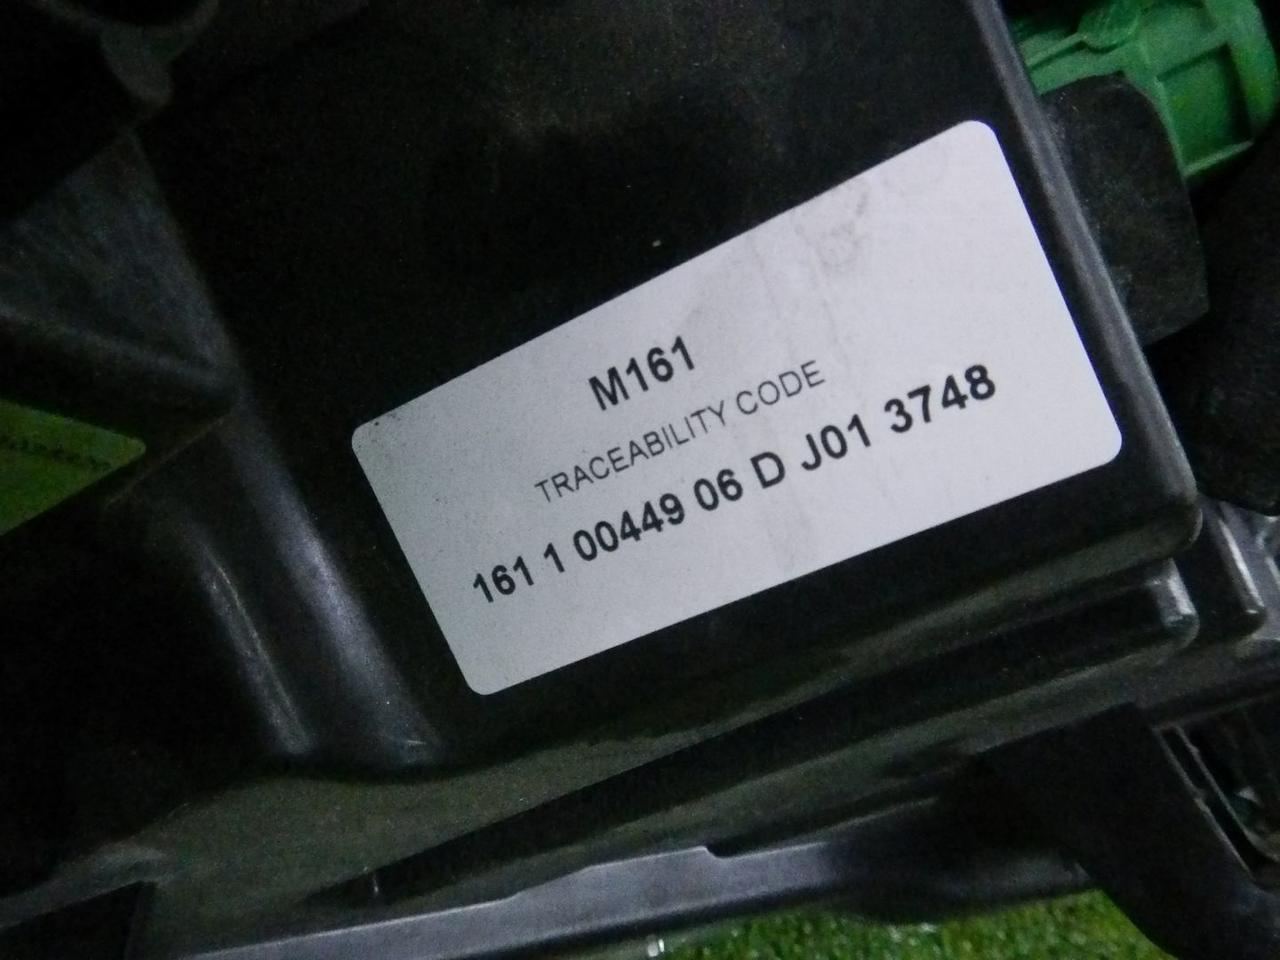 M161
TRACEABILITY CODE
161 1 00449 06 D J01 3748